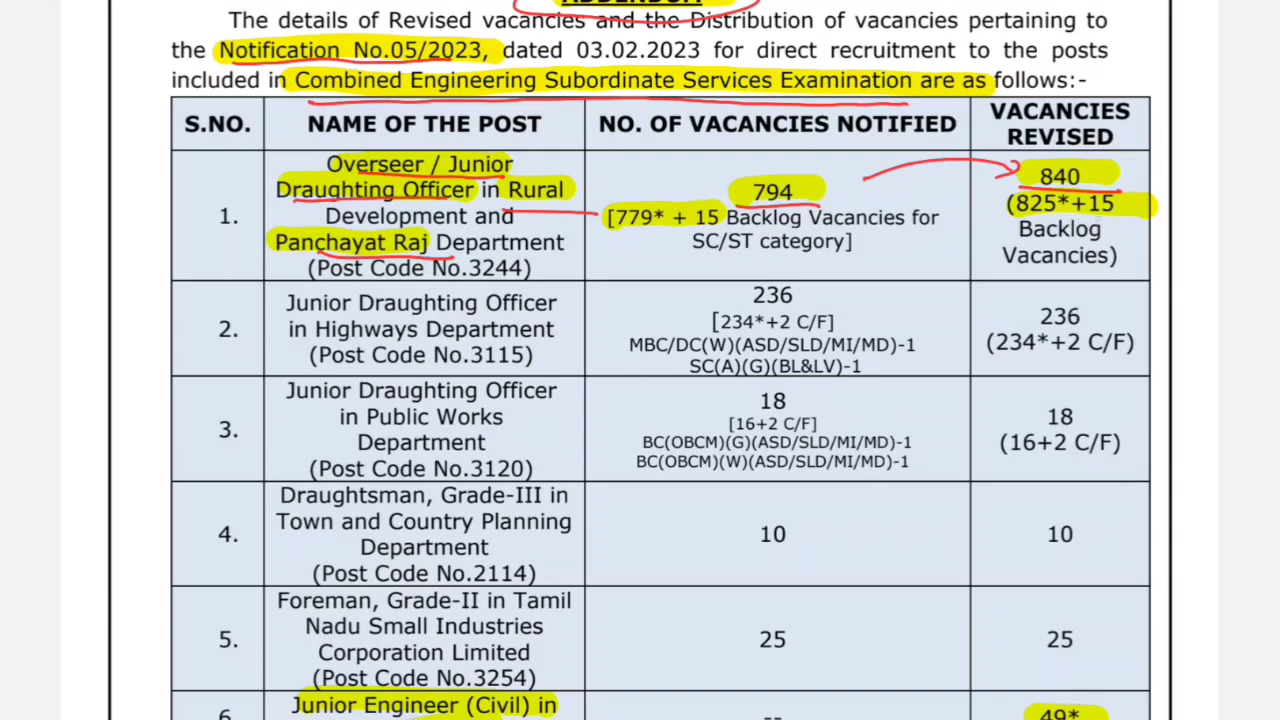 ADDENDUM
The details of Revised vacancies and the Distribution of vacancies pertaining to
the Notification No.05/2023, dated 03.02.2023 for direct recruitment to the posts
included in Combined Engineering Subordinate Services Examination are as follows:-
S.NO.
NAME OF THE POST
NO. OF VACANCIES NOTIFIED
VACANCIES
REVISED
1.
Overseer / Junior
Draughting Officer in Rural
Development and
Panchayat Raj Department
(Post Code No.3244)
794
[779* + 15 Backlog Vacancies for
SC/ST category]
840
(825*+15
Backlog
Vacancies)
2.
Junior Draughting Officer
in Highways Department
(Post Code No.3115)
236
[234*+2 C/F]
MBC/DC(W)(ASD/SLD/MI/MD)-1
SC(A)(G)(BL&LV)-1
236
(234*+2 C/F)
3.
Junior Draughting Officer
in Public Works
Department
(Post Code No.3120)
18
[16+2 C/F]
BC(OBCM)(G)(ASD/SLD/MI/MD)-1
BC(OBCM)(W)(ASD/SLD/MI/MD)-1
18
(16+2 C/F)
4.
Draughtsman, Grade-III in
Town and Country Planning
Department
(Post Code No.2114)
10
10
5.
Foreman, Grade-II in Tamil
Nadu Small Industries
Corporation Limited
(Post Code No.3254)
25
25
6.
Junior Engineer (Civil) in
--
49*